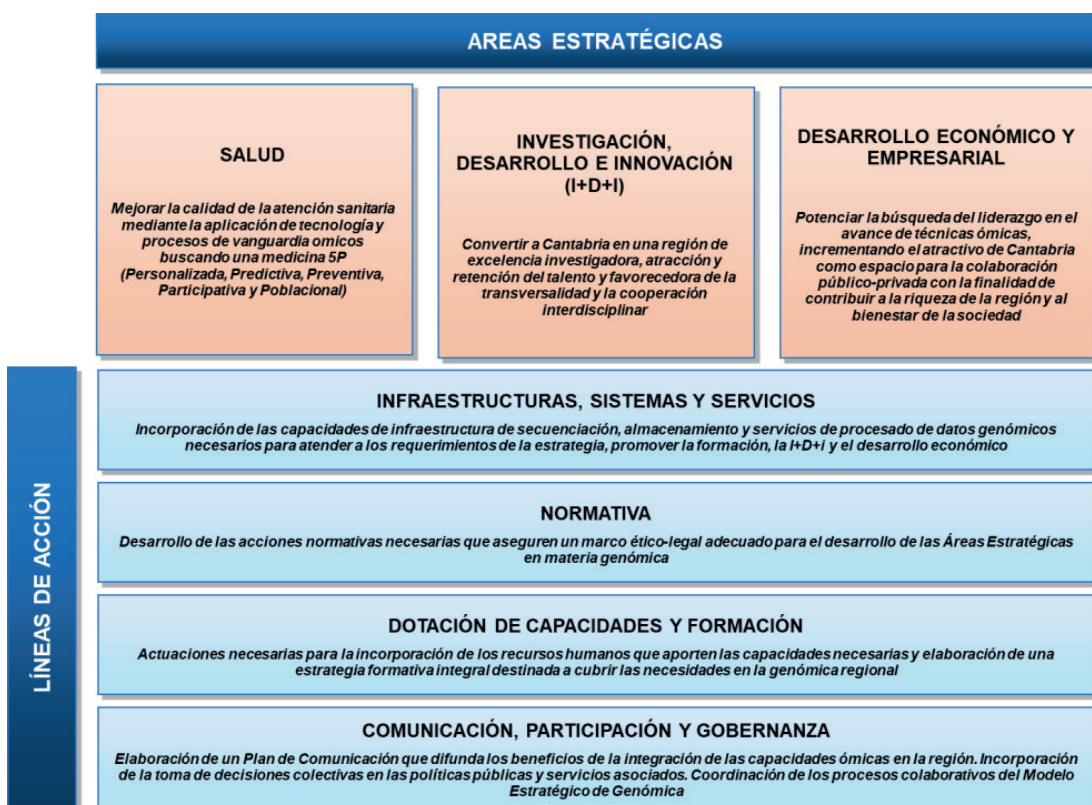 AREAS ESTRATÉGICAS
SALUD
Mejorar la calidad de la atención sanitaria
mediante la aplicación de tecnología y
procesos de vanguardia omicos
buscando una medicina 5P
(Personalizada, Predictiva, Preventiva,
Participativa y Poblacional)
INVESTIGACIÓN,
DESARROLLO E INNOVACIÓN
(I+D+I)
Convertir a Cantabria en una región de
excelencia investigadora, atracción y
retención del talento y favorecedora de la
transversalidad y la cooperación
interdisciplinar
DESARROLLO ECONÓMICO Y
EMPRESARIAL
Potenciar la búsqueda del liderazgo en el
avance de técnicas ómicas,
incrementando el atractivo de Cantabria
como espacio para la colaboración
público-privada con la finalidad de
contribuir a la riqueza de la región y al
bienestar de la sociedad
LÍNEAS DE ACCIÓN
INFRAESTRUCTURAS, SISTEMAS Y SERVICIOS
Incorporación de las capacidades de infraestructura de secuenciación, almacenamiento y servicios de procesado de datos genómicos
necesarios para atender a los requerimientos de la estrategia, promover la formación, la I+D+i y el desarrollo económico
NORMATIVA
Desarrollo de las acciones normativas necesarias que aseguren un marco ético-legal adecuado para el desarrollo de las Áreas Estratégicas
en materia genómica
DOTACIÓN DE CAPACIDADES Y FORMACIÓN
Actuaciones necesarias para la incorporación de los recursos humanos que aporten las capacidades necesarias y elaboración de una
estrategia formativa integral destinada a cubrir las necesidades en la genómica regional
COMUNICACIÓN, PARTICIPACIÓN Y GOBERNANZA
Elaboración de un Plan de Comunicación que difunda los beneficios de la integración de las capacidades ómicas en la región. Incorporación
de la toma de decisiones colectivas en las políticas públicas y servicios asociados. Coordinación de los procesos colaborativos del Modelo
Estratégico de Genómica